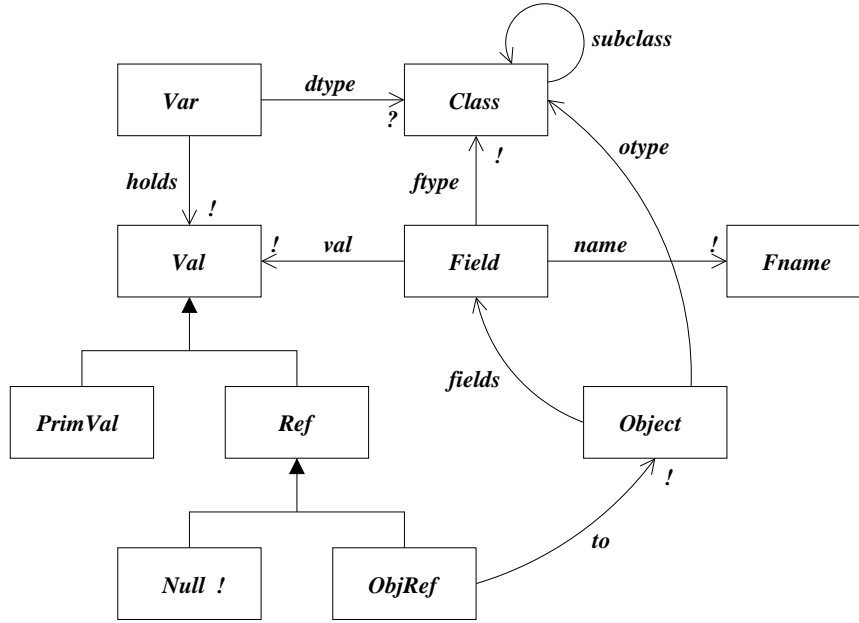 subclass
dtype
Var
Class
?
otype
!
holds
ftype
!
!
val
name
!
Val
Field
Fname
fields
PrimVal
Ref
Object
!
to
Null !
ObjRef